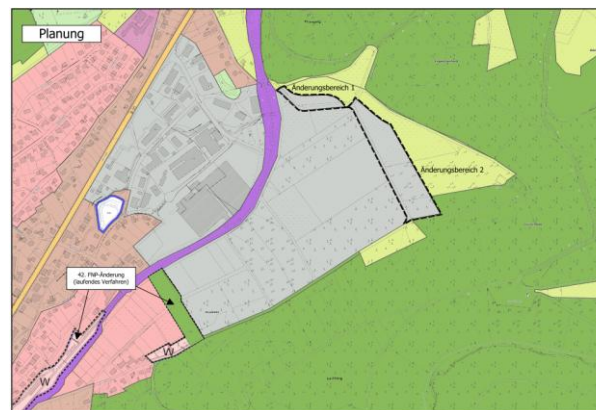 Planung
Änderungsbereich 1
Änderungsbereich 2
42. FNP-Änderung
(laufendes Verfahren)
W
W